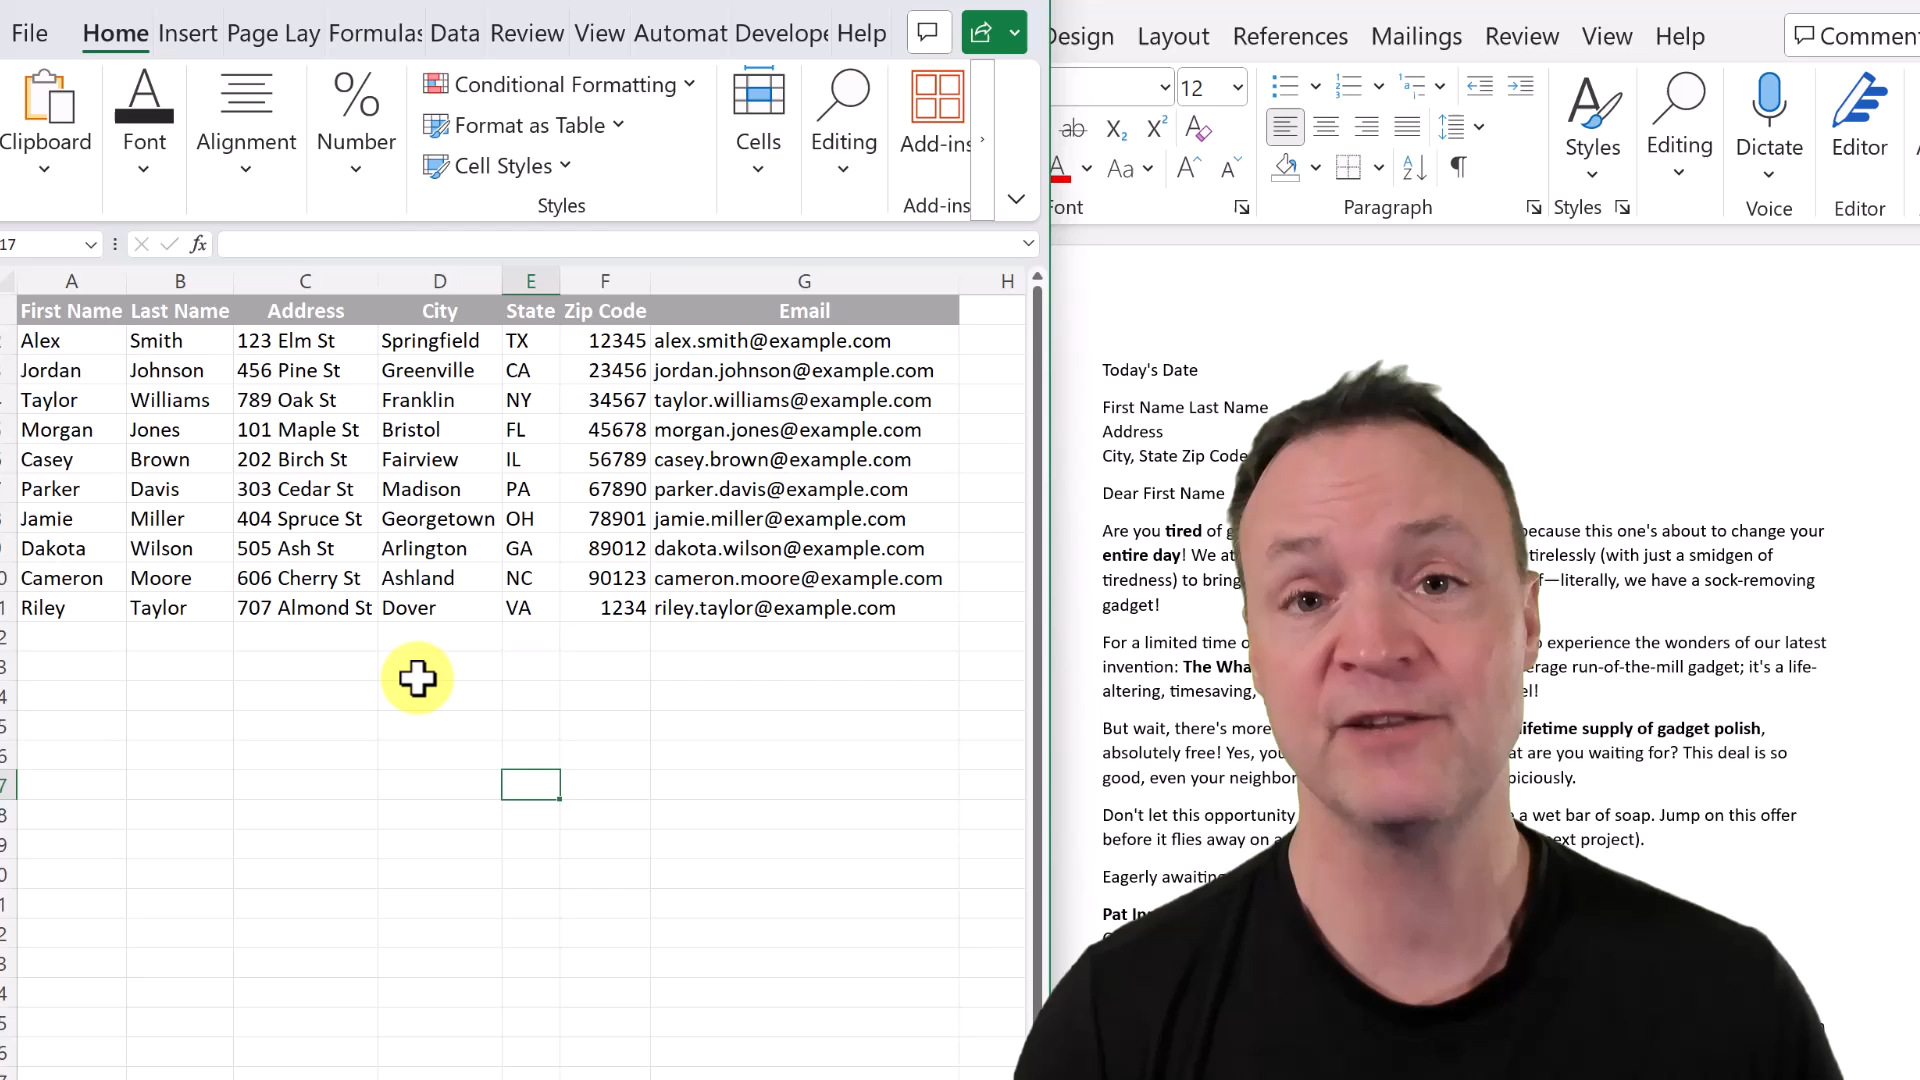 File Home Insert Page Lay Formulas Data Review View Automat Develope Help
Clipboard Font Alignment Number Conditional Formatting Format as Table Cell Styles Cells Editing Add-ins
Styles Add-ins
17 fx
A B C D E F G H
First Name Last Name Address City State Zip Code Email
Alex Smith 123 Elm St Springfield TX 12345 alex.smith@example.com
Jordan Johnson 456 Pine St Greenville CA 23456 jordan.johnson@example.com
Taylor Williams 789 Oak St Franklin NY 34567 taylor.williams@example.com
Morgan Jones 101 Maple St Bristol FL 45678 morgan.jones@example.com
Casey Brown 202 Birch St Fairview IL 56789 casey.brown@example.com
Parker Davis 303 Cedar St Madison PA 67890 parker.davis@example.com
Jamie Miller 404 Spruce St Georgetown OH 78901 jamie.miller@example.com
Dakota Wilson 505 Ash St Arlington GA 89012 dakota.wilson@example.com
Cameron Moore 606 Cherry St Ashland NC 90123 cameron.moore@example.com
Riley Taylor 707 Almond St Dover VA 1234 riley.taylor@example.com
Design Layout References Mailings Review View Help Comment
12
Styles Editing Dictate Editor
Font Paragraph Styles Voice Editor
Today's Date
First Name Last Name
Address
City, State Zip Code
Dear First Name
Are you tired of because this one's about to change your
entire day! We at tirelessly (with just a smidgen of
tiredness) to bring f—literally, we have a sock-removing
gadget!
For a limited time o experience the wonders of our latest
invention: The Wha erage run-of-the-mill gadget; it's a life-
altering, timesaving, el!
But wait, there's more lifetime supply of gadget polish,
absolutely free! Yes, you at are you waiting for? This deal is so
good, even your neighbor piciously.
Don't let this opportunity a wet bar of soap. Jump on this offer
before it flies away on a next project).
Eagerly awaiting
Pat In